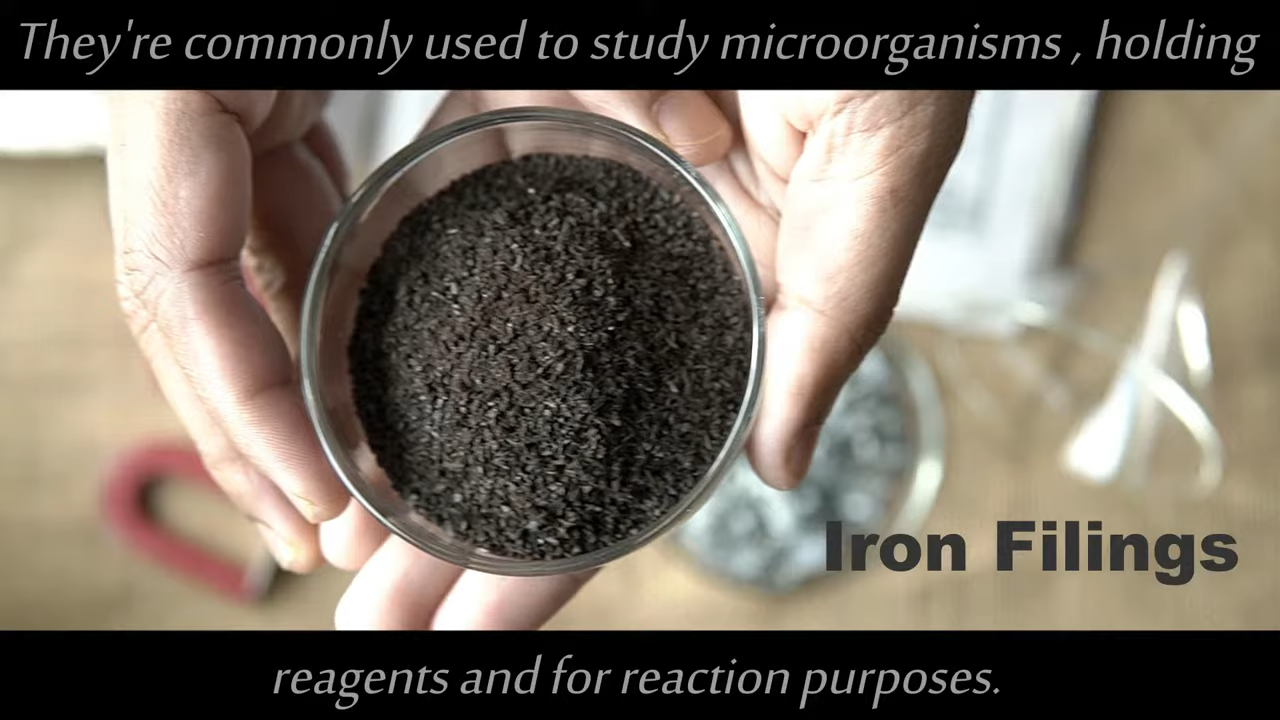 They're commonly used to study microorganisms , holding
Iron Filings
reagents and for reaction purposes.